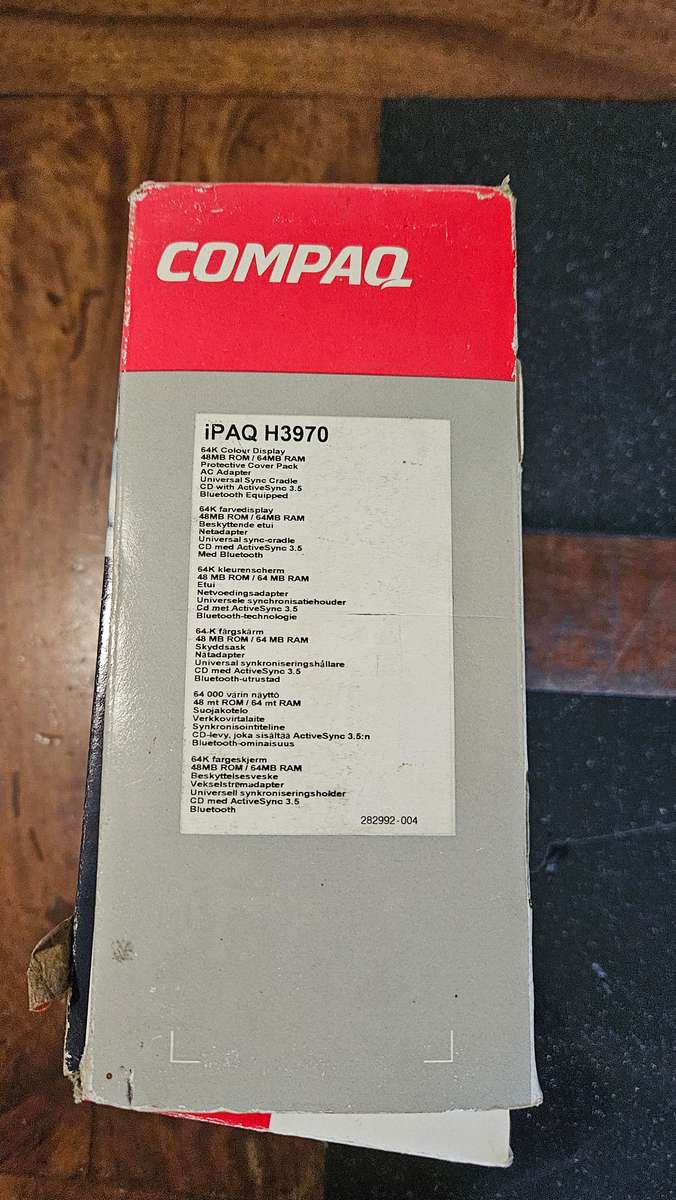 COMPAQ
iPAQ H3970
64K Colour Display
48MB ROM / 64MB RAM
Protective Cover Pack
AC Adapter
Universal Sync Cradle
CD with ActiveSync 3.5
Bluetooth Equipped
64K farvedisplay
48MB ROM / 64MB RAM
Beskyttende etui
Netadapter
Universel sync-cradle
CD med ActiveSync 3.5
Med Bluetooth
64K kleurenscherm
48 MB ROM / 64 MB RAM
Etui
Netvoedingsadapter
Universele synchronisatiehouder
Cd met ActiveSync 3.5
Bluetooth-technologie
64-K färgskärm
48 MB ROM / 64 MB RAM
Skyddsask
Nätadapter
Universal synkroniseringshållare
CD med ActiveSync 3.5
Bluetooth-utrustad
64 000 värin näyttö
48 mt ROM / 64 mt RAM
Suojakotelo
Verkkovirtalaite
Synkronisointiteline
CD-levy, joka sisältää ActiveSync 3.5:n
Bluetooth-ominaisuus
64K fargeskjerm
48MB ROM / 64MB RAM
Beskyttelsesveske
Vekselstrømadapter
Universell synkroniseringsholder
CD med ActiveSync 3.5
Bluetooth
282992-004